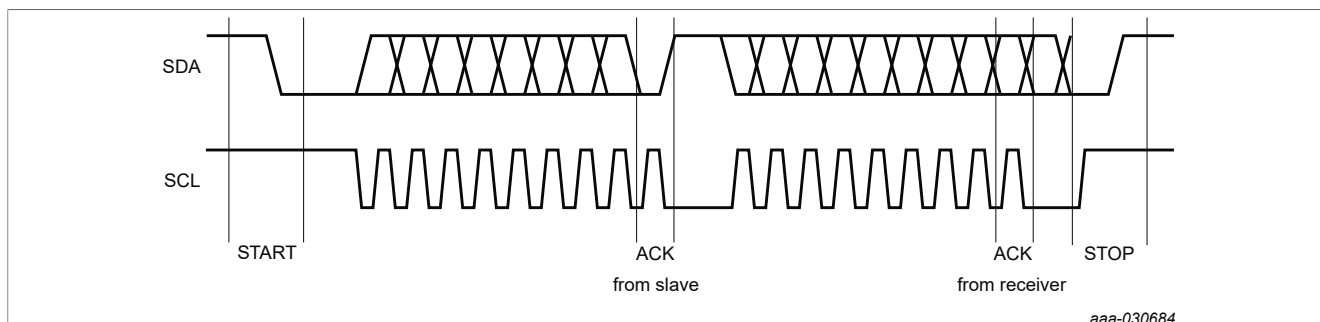 SDA
SCL
START
ACK
ACK
STOP
from slave
from receiver
aaa-030684